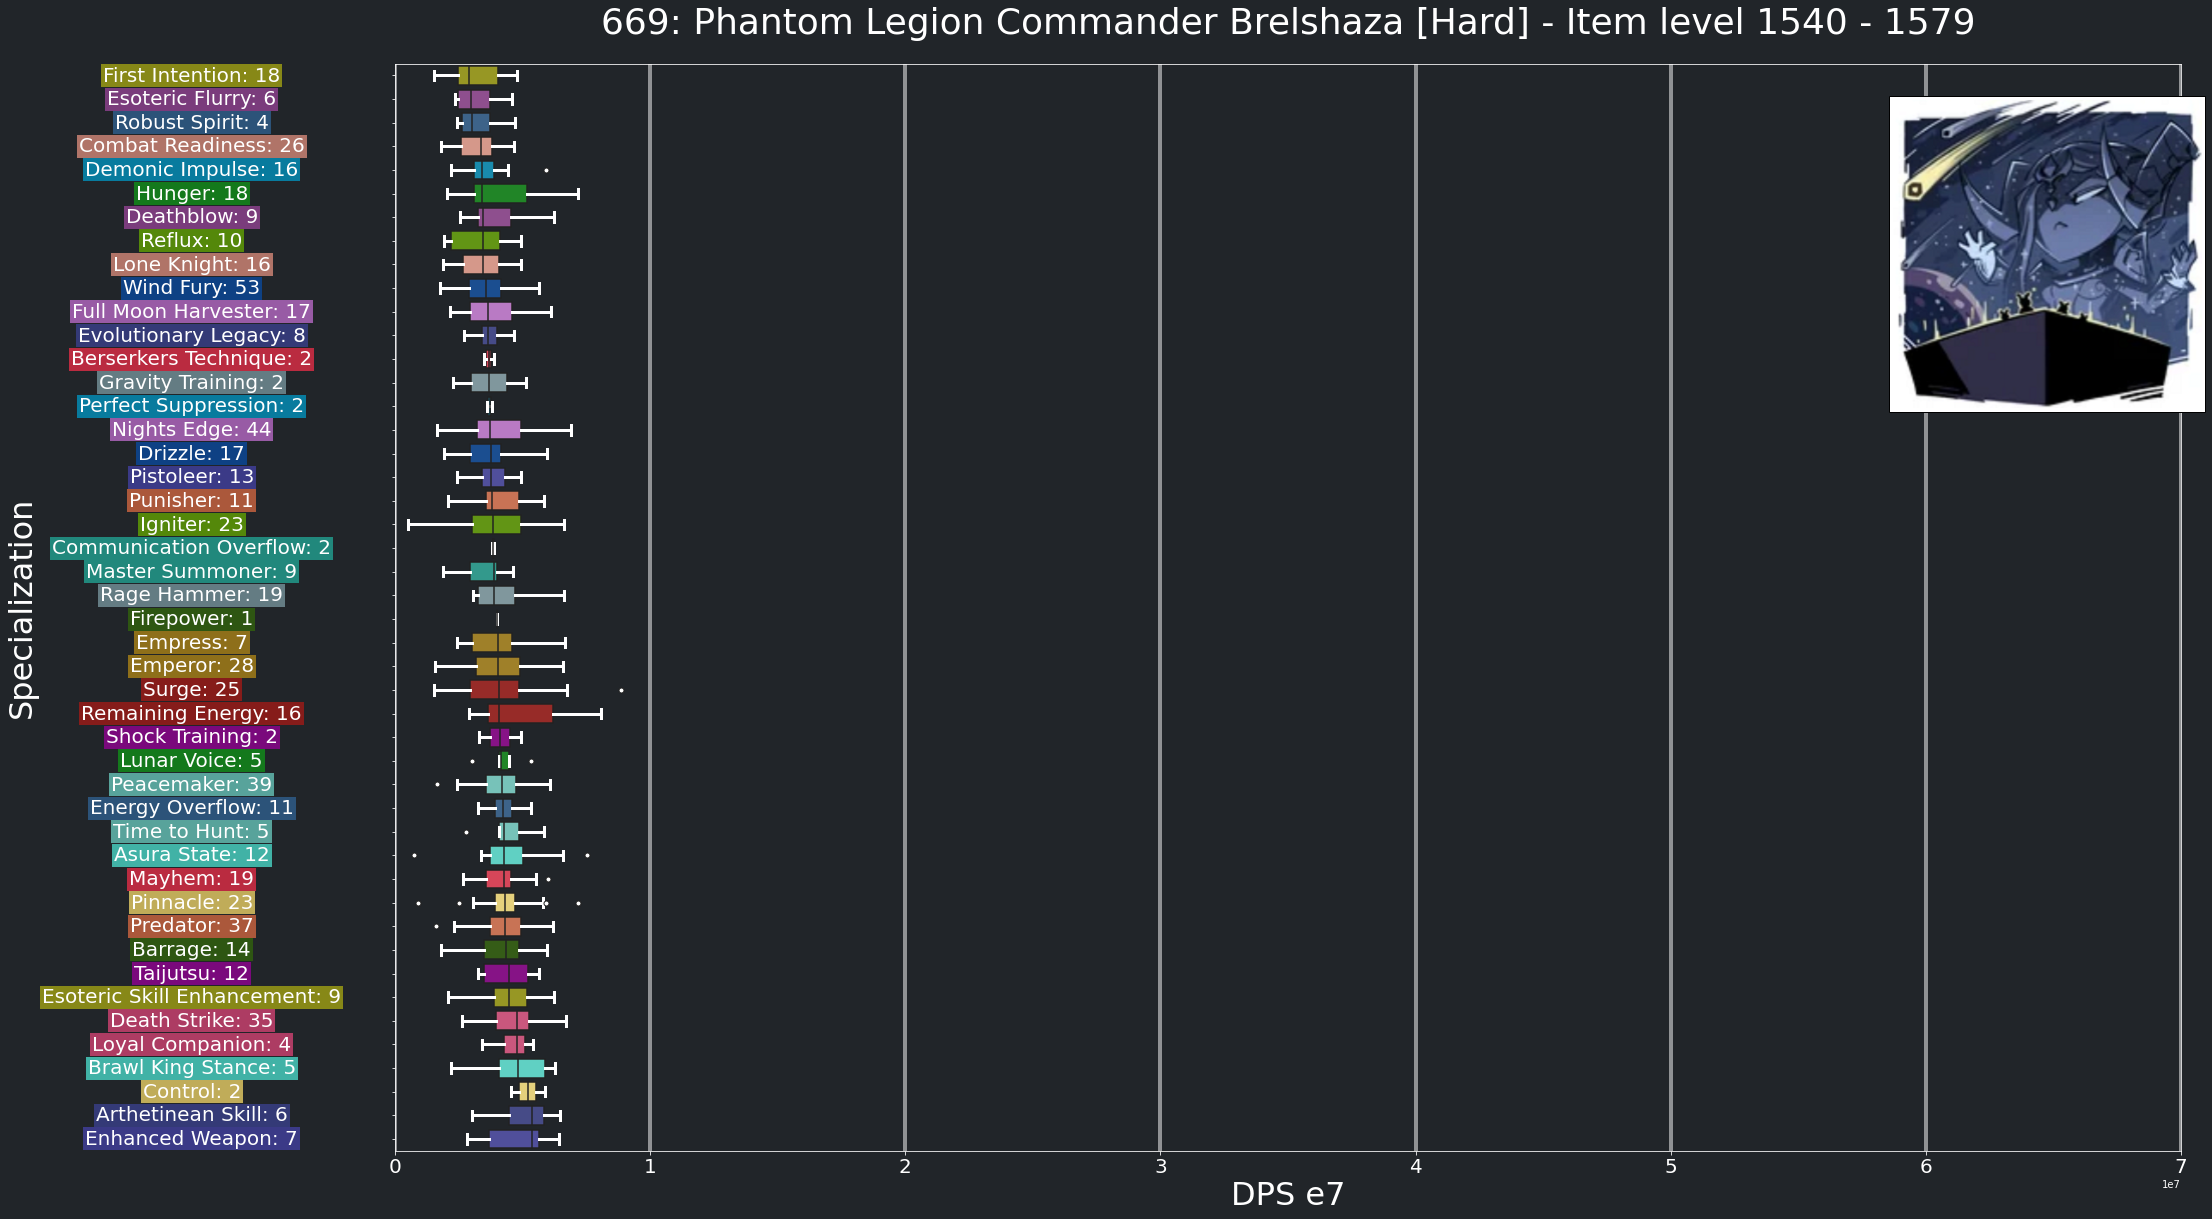 669: Phantom Legion Commander Brelshaza [Hard] - Item level 1540 - 1579
Specialization
First Intention: 18
Esoteric Flurry: 6
Robust Spirit: 4
Combat Readiness: 26
Demonic Impulse: 16
Hunger: 18
Deathblow: 9
Reflux: 10
Lone Knight: 16
Wind Fury: 53
Full Moon Harvester: 17
Evolutionary Legacy: 8
Berserkers Technique: 2
Gravity Training: 2
Perfect Suppression: 2
Nights Edge: 44
Drizzle: 17
Pistoleer: 13
Punisher: 11
Igniter: 23
Communication Overflow: 2
Master Summoner: 9
Rage Hammer: 19
Firepower: 1
Empress: 7
Emperor: 28
Surge: 25
Remaining Energy: 16
Shock Training: 2
Lunar Voice: 5
Peacemaker: 39
Energy Overflow: 11
Time to Hunt: 5
Asura State: 12
Mayhem: 19
Pinnacle: 23
Predator: 37
Barrage: 14
Taijutsu: 12
Esoteric Skill Enhancement: 9
Death Strike: 35
Loyal Companion: 4
Brawl King Stance: 5
Control: 2
Arthetinean Skill: 6
Enhanced Weapon: 7
0 1 2 3 4 5 6 7
DPS e7
1e7